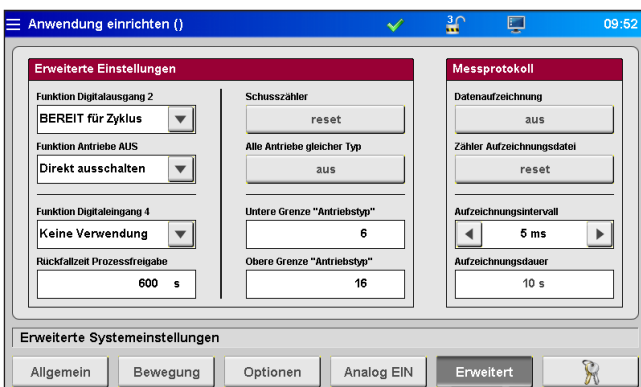 Anwendung einrichten ()
3
09:52
Erweiterte Einstellungen
Funktion Digitalausgang 2
BEREIT für Zyklus
Funktion Antriebe AUS
Direkt ausschalten
Funktion Digitaleingang 4
Keine Verwendung
Rückfallzeit Prozessfreigabe
600 s
Schusszähler
reset
Alle Antriebe gleicher Typ
aus
Untere Grenze "Antriebstyp"
6
Obere Grenze "Antriebstyp"
16
Messprotokoll
Datenaufzeichnung
aus
Zähler Aufzeichnungsdatei
reset
Aufzeichnungsintervall
5 ms
Aufzeichnungsdauer
10 s
Erweiterte Systemeinstellungen
Allgemein
Bewegung
Optionen
Analog EIN
Erweitert